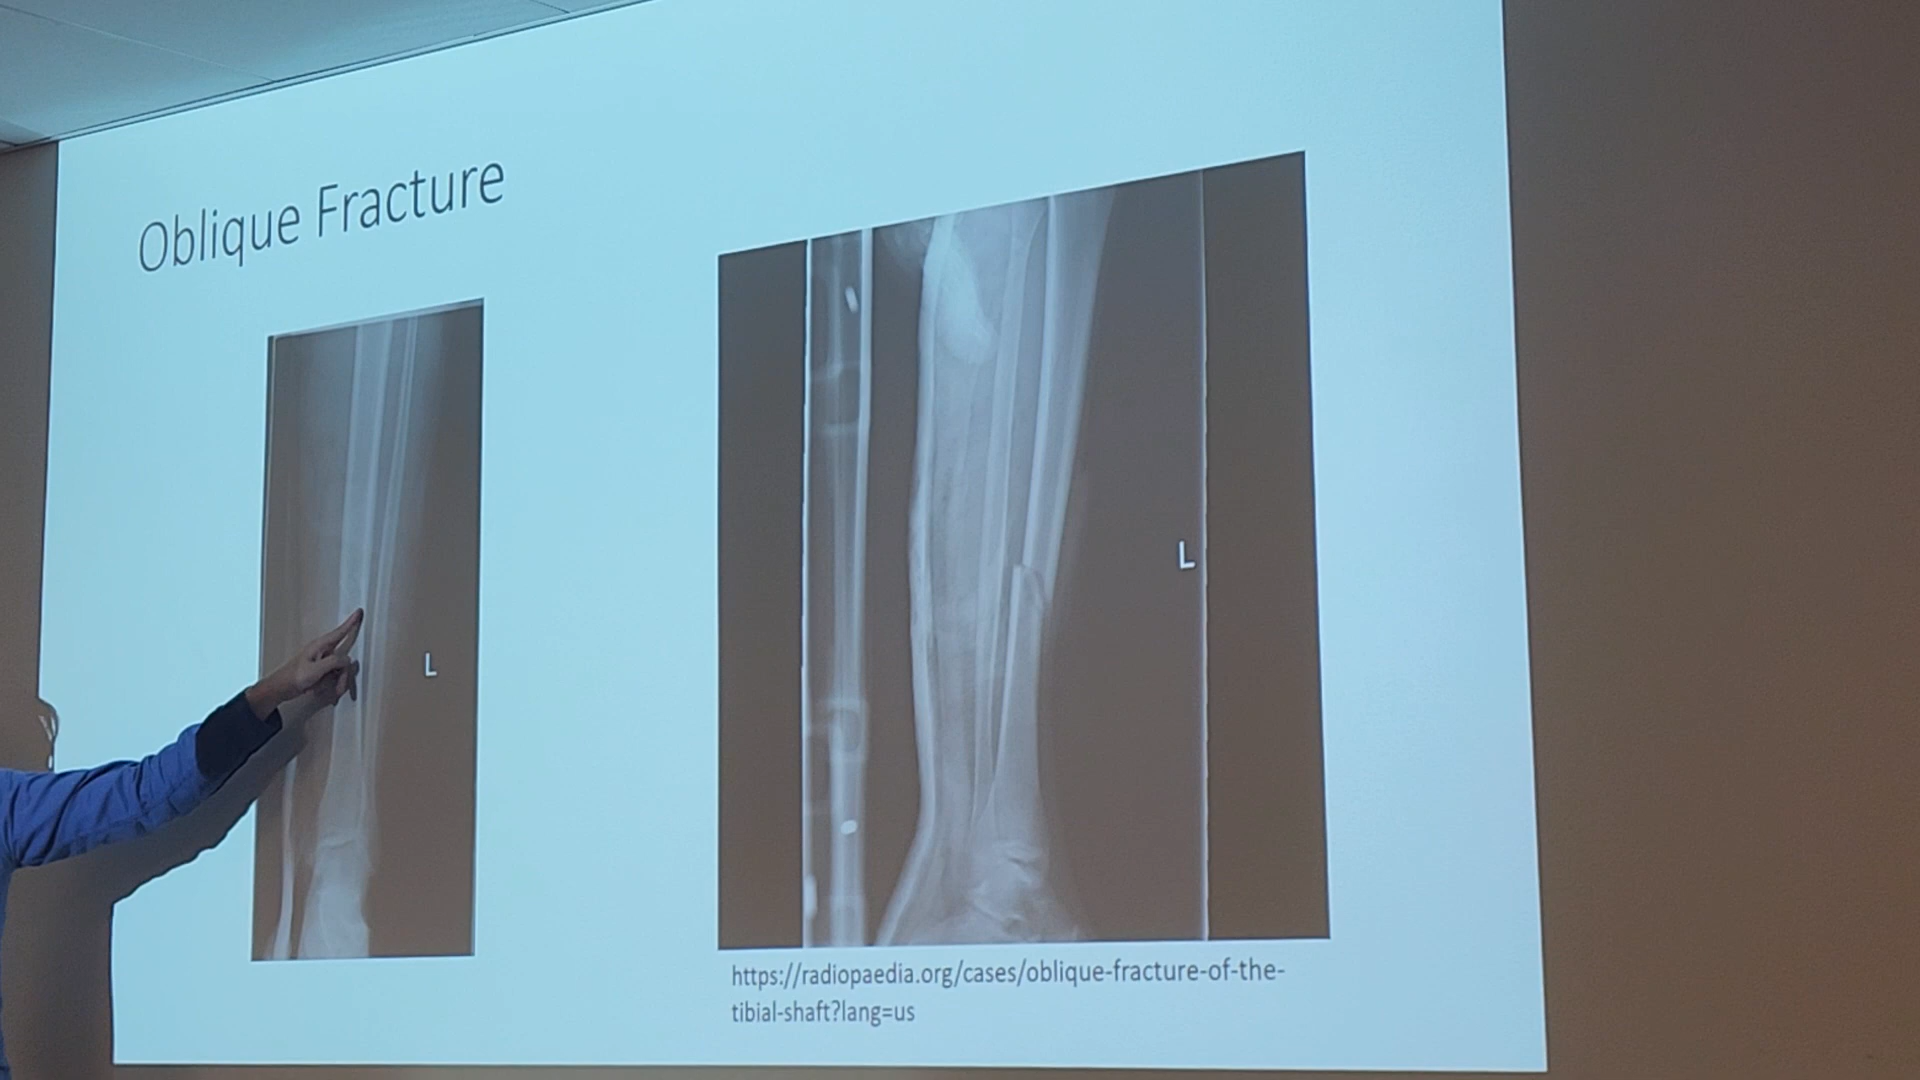 Oblique Fracture
L
L
https://radiopaedia.org/cases/oblique-fracture-of-the-
tibial-shaft?lang=us